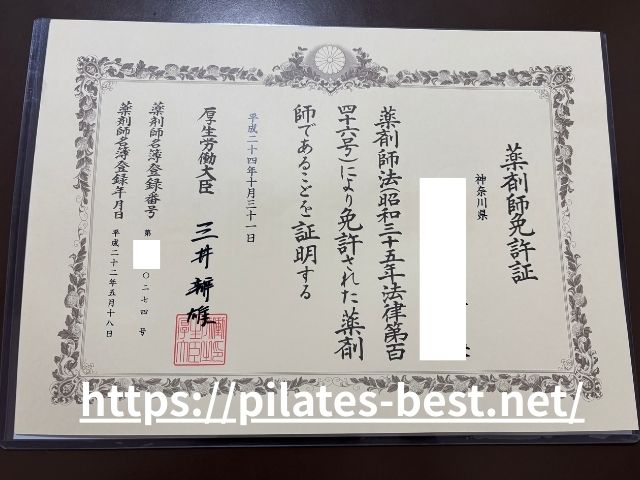 薬剤師免許証
神奈川県
薬剤師法(昭和三十五年法律第百
四十六号)により免許された薬剤
師であることを証明する
平成二十四年十月三十一日
厚生労働大臣 三井辨雄
薬剤師名簿登録番号 第 〇二七四 号
薬剤師名簿登録年月日 平成二十二年五月十八日
https://pilates-best.net/